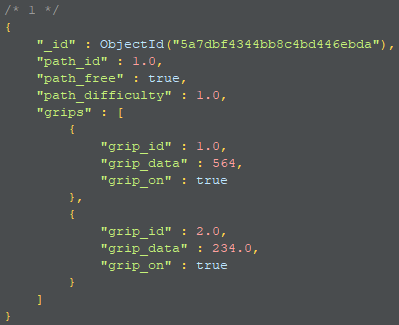 /* 1 */
{
    "_id" : ObjectId("5a7dbf4344bb8c4bd446ebda"),
    "path_id" : 1.0,
    "path_free" : true,
    "path_difficulty" : 1.0,
    "grips" : [
        {
            "grip_id" : 1.0,
            "grip_data" : 564,
            "grip_on" : true
        },
        {
            "grip_id" : 2.0,
            "grip_data" : 234.0,
            "grip_on" : true
        }
    ]
}